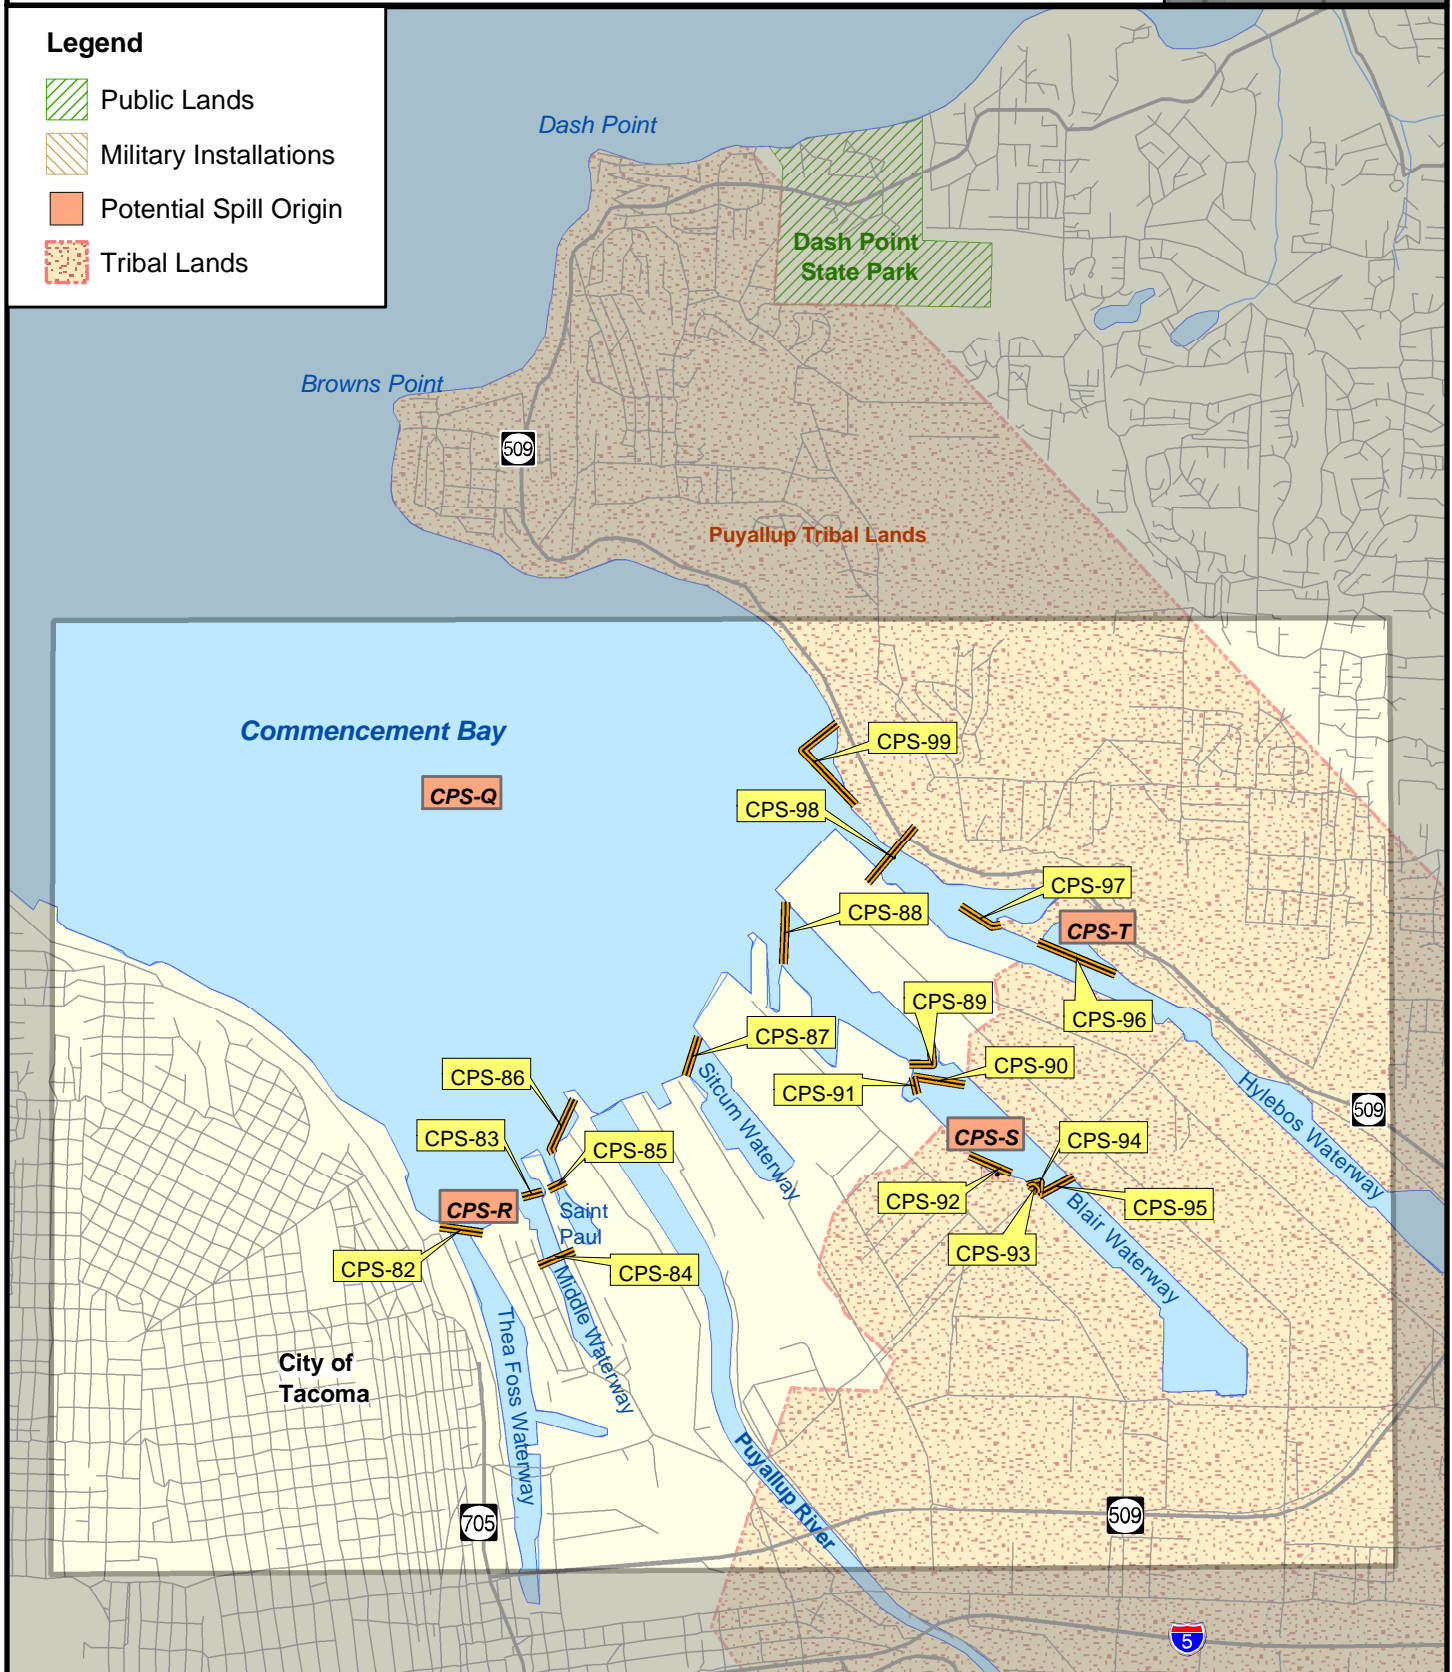 Legend
Public Lands
Military Installations
Potential Spill Origin
Tribal Lands
Dash Point
Dash Point
State Park
Browns Point
509
Puyallup Tribal Lands
Commencement Bay
CPS-Q
CPS-99
CPS-98
CPS-97
CPS-88
CPS-T
CPS-89
CPS-96
CPS-87
CPS-86
CPS-90
CPS-91
Sitcum Waterway
Hylebos Waterway
509
CPS-83
CPS-85
CPS-S
CPS-94
CPS-R
Saint
Paul
CPS-92
CPS-95
CPS-93
CPS-82
CPS-84
Blair Waterway
Middle Waterway
Thea Foss Waterway
City of
Tacoma
Puyallup River
705
509
5